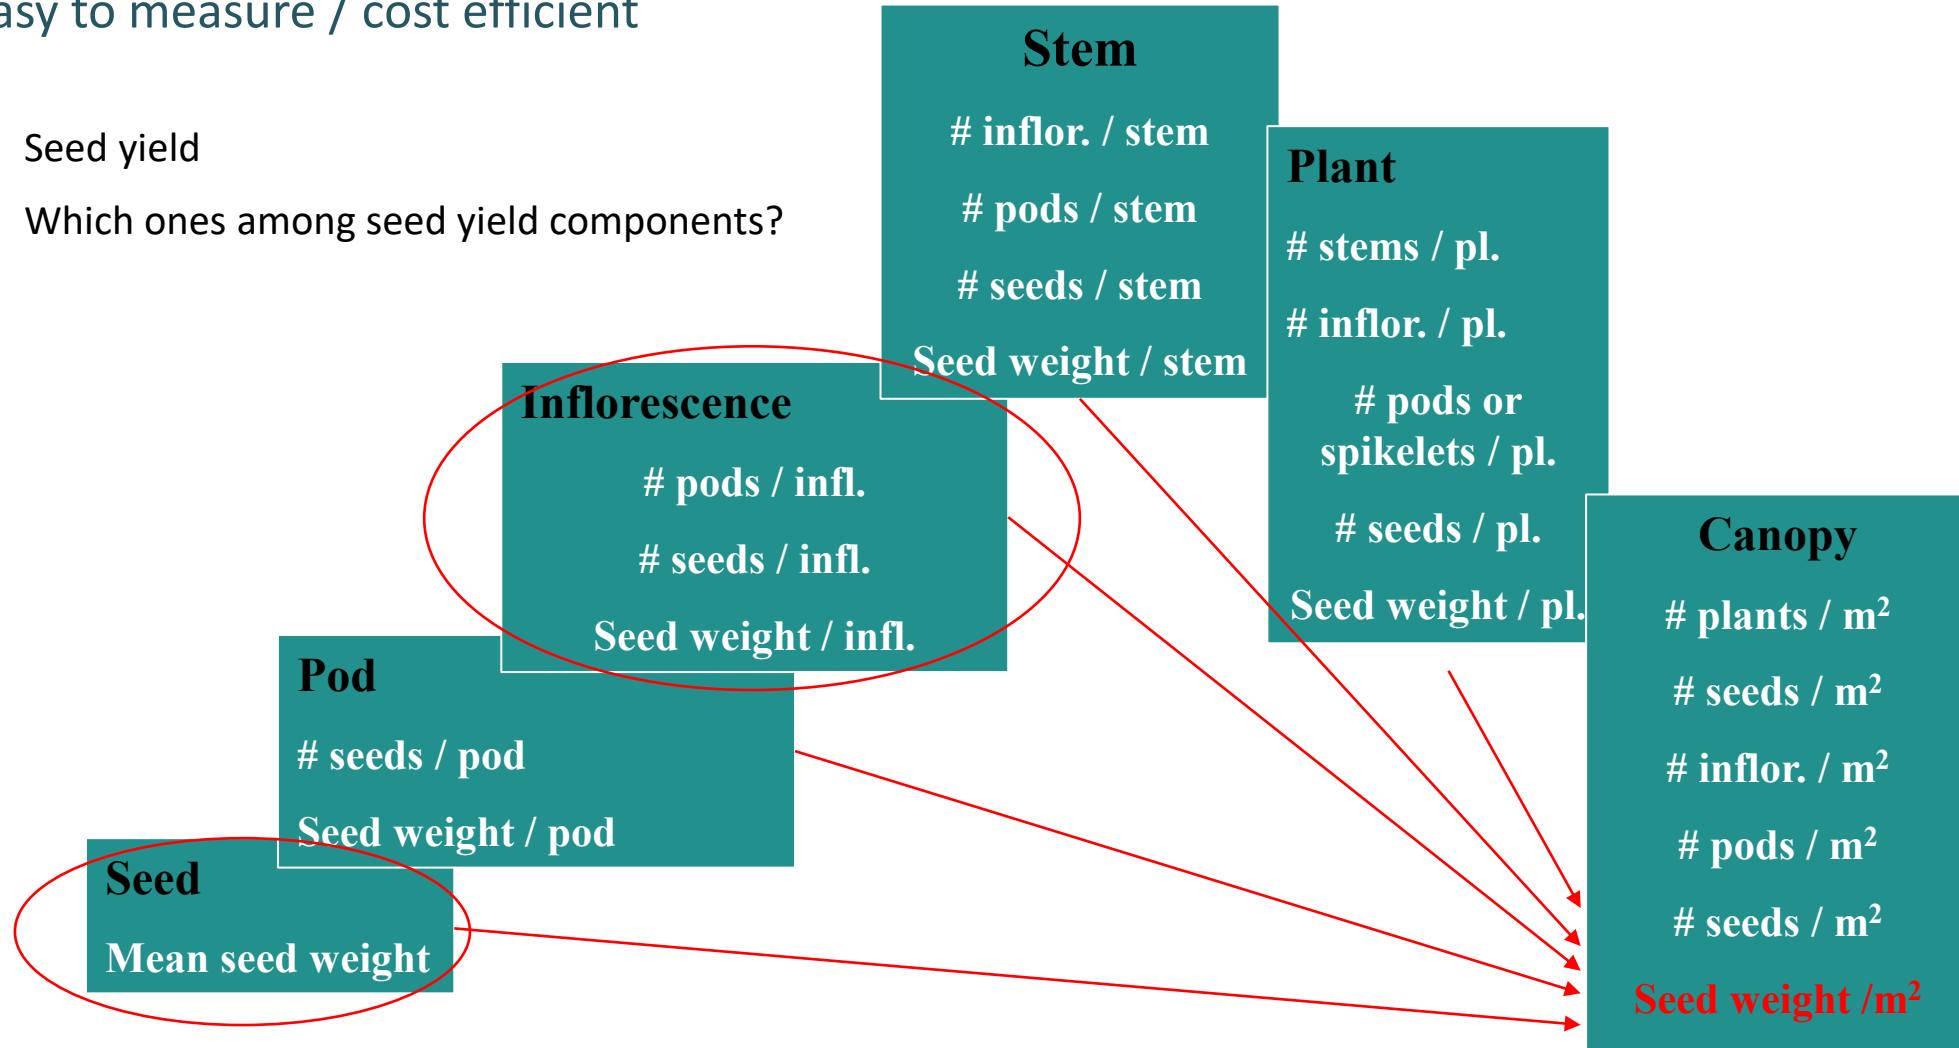 asy to measure / cost efficient
Seed yield
Which ones among seed yield components?
Stem
# inflor. / stem
# pods / stem
# seeds / stem
Seed weight / stem
Plant
# stems / pl.
# inflor. / pl.
# pods or
spikelets / pl.
# seeds / pl.
Seed weight / pl.
Inflorescence
# pods / infl.
# seeds / infl.
Seed weight / infl.
Canopy
# plants / m²
# seeds / m²
# inflor. / m²
# pods / m²
# seeds / m²
Seed weight /m²
Pod
# seeds / pod
Seed weight / pod
Seed
Mean seed weight